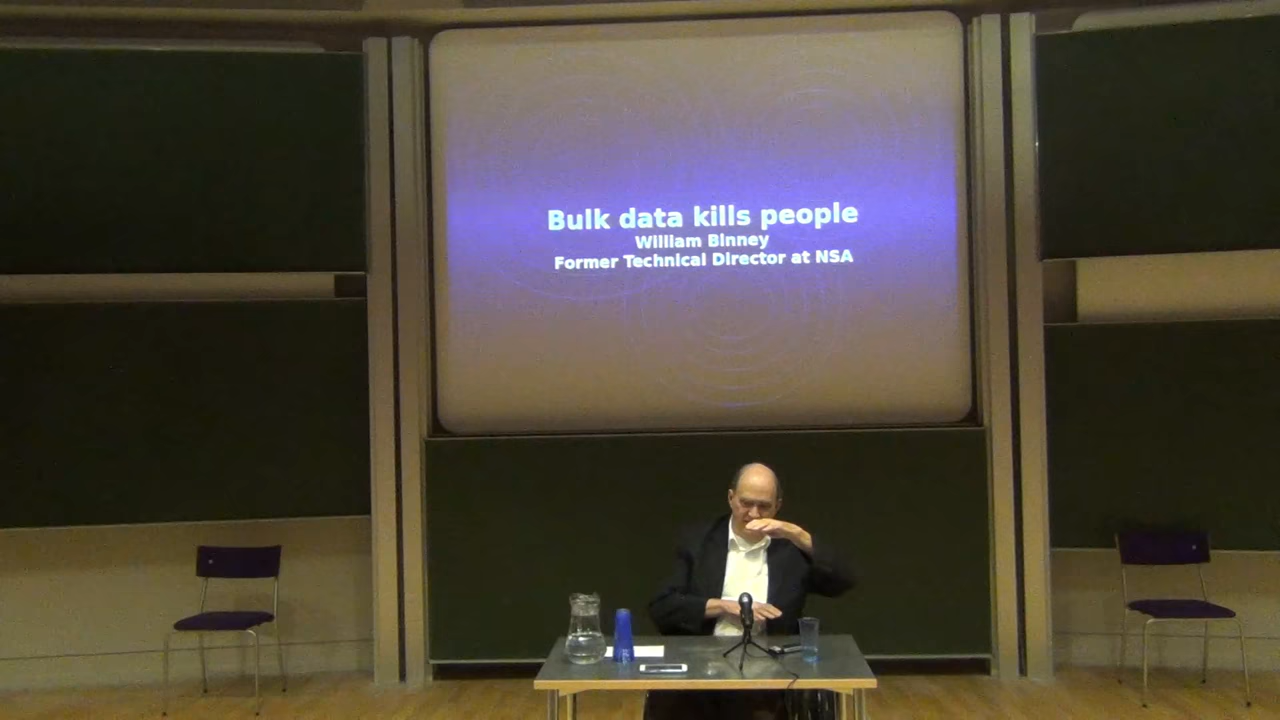 Bulk data kills people
William Binney
Former Technical Director at NSA